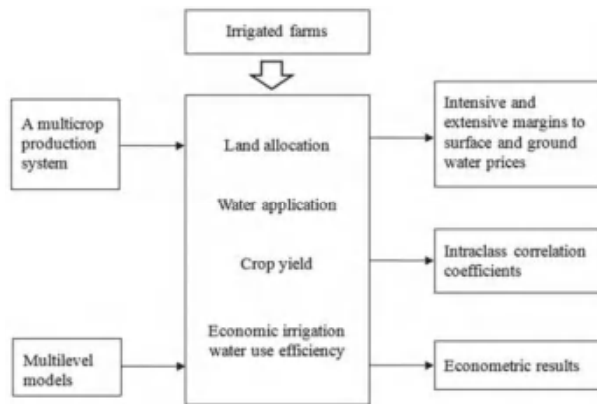 Irrigated farms
A multicrop
production
system
Land allocation
Water application
Crop yield
Economic irrigation
water use efficiency
Multilevel
models
Intensive and
extensive margins to
surface and ground
water prices
Intraclass correlation
coefficients
Econometric results